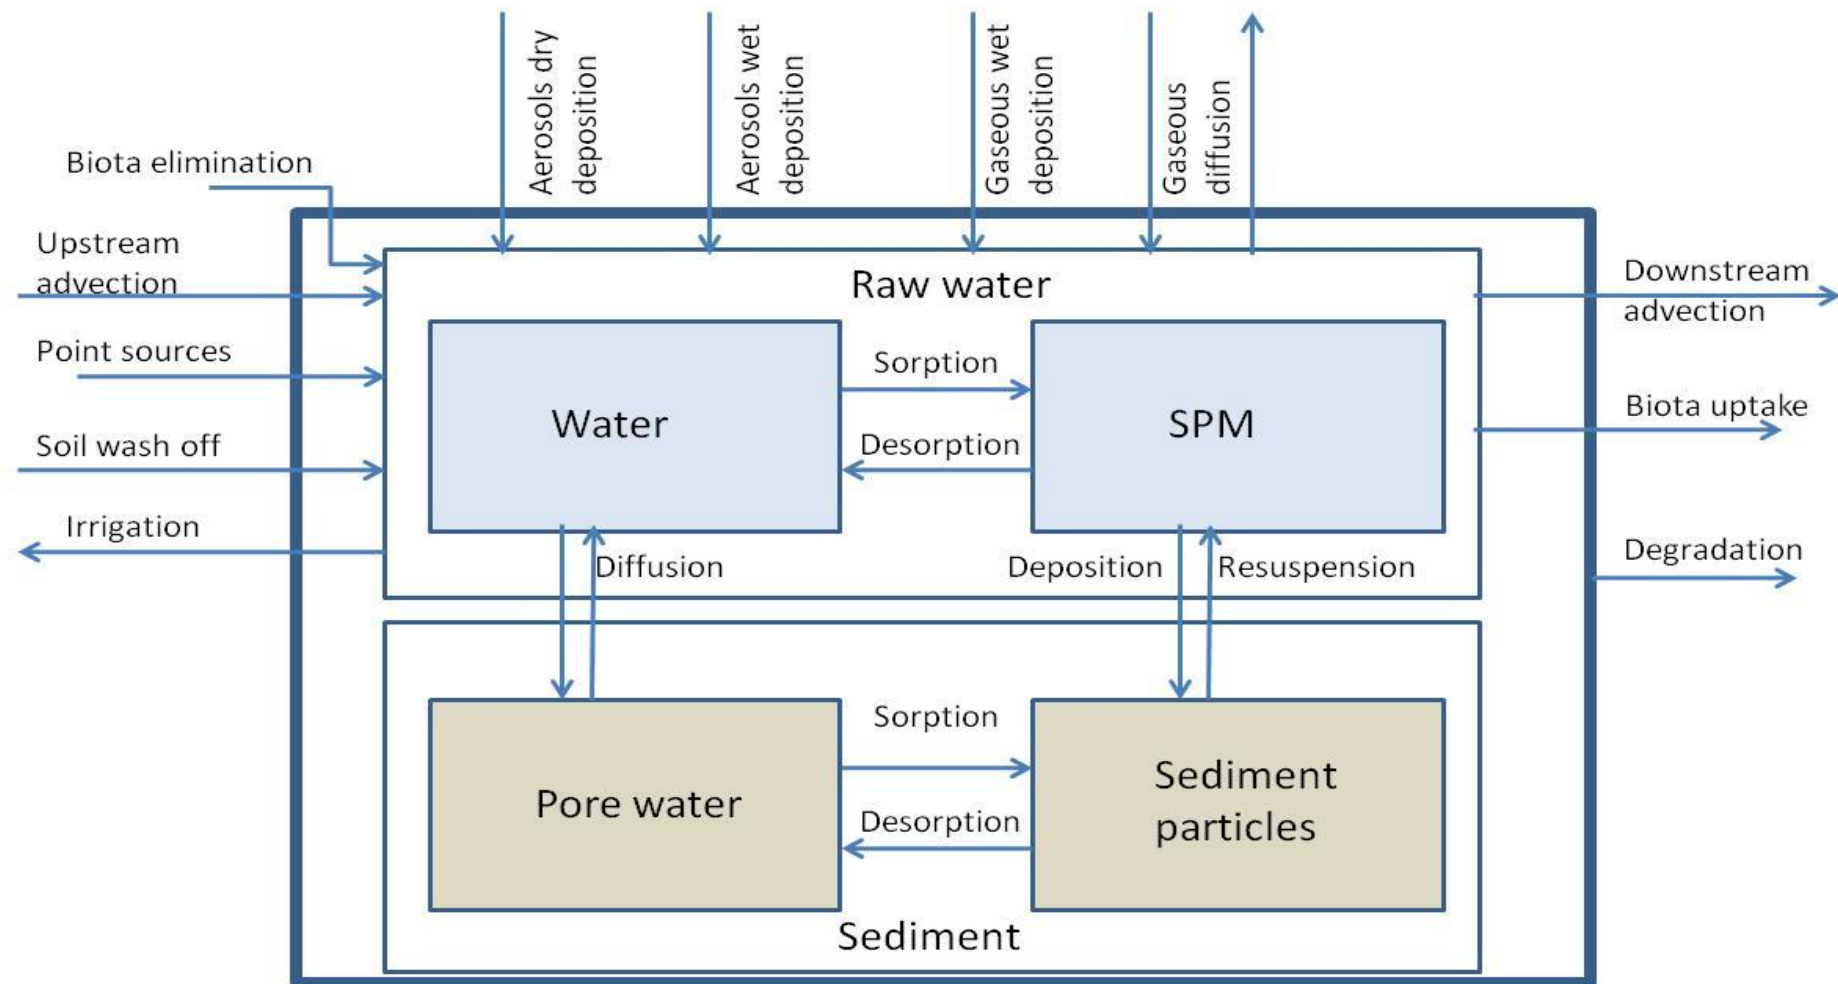 Aerosols dry
deposition
Aerosols wet
deposition
Gaseous wet
deposition
Gaseous
diffusion
Biota elimination
Upstream
advection
Point sources
Soil wash off
Irrigation
Raw water
Water
Sorption
Desorption
SPM
Diffusion
Deposition
Resuspension
Downstream
advection
Biota uptake
Degradation
Pore water
Sorption
Desorption
Sediment
particles
Sediment